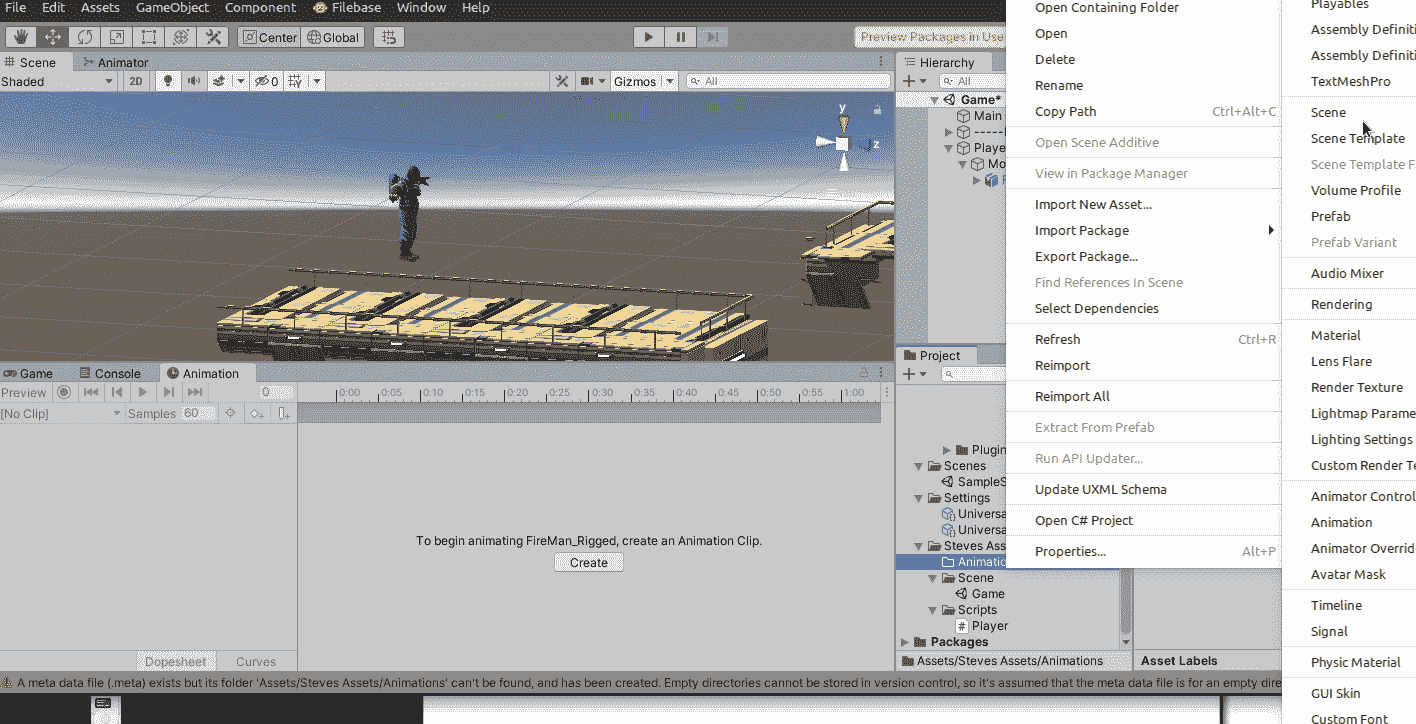 File Edit Assets GameObject Component Filebase Window Help
Center Global
Preview Packages in Use
Scene Animator
Shaded 2D 0 Gizmos All
y
z
Hierarchy
All
Game*
Main
-----
Playe
Mo
Project
Plugin
Scenes
SampleS
Settings
Universa
Universa
Steves Ass
Animatio
Scene
Game
Scripts
# Player
Packages
Assets/Steves Assets/Animations
Asset Labels
Game Console Animation
Preview 0
0:00 0:05 0:10 0:15 0:20 0:25 0:30 0:35 0:40 0:45 0:50 0:55 1:00
[No Clip] Samples 60
To begin animating FireMan_Rigged, create an Animation Clip.
Create
Dopesheet Curves
A meta data file (.meta) exists but its folder 'Assets/Steves Assets/Animations' can't be found, and has been created. Empty directories cannot be stored in version control, so it's assumed that the meta data file is for an empty dire
Open Containing Folder
Open
Delete
Rename
Copy Path Ctrl+Alt+C
Open Scene Additive
View in Package Manager
Import New Asset...
Import Package
Export Package...
Find References In Scene
Select Dependencies
Refresh Ctrl+R
Reimport
Reimport All
Extract From Prefab
Run API Updater...
Update UXML Schema
Open C# Project
Properties... Alt+P
Playables
Assembly Definiti
Assembly Definiti
TextMeshPro
Scene
Scene Template
Scene Template F
Volume Profile
Prefab
Prefab Variant
Audio Mixer
Rendering
Material
Lens Flare
Render Texture
Lightmap Parame
Lighting Settings
Custom Render Te
Animator Control
Animation
Animator Override
Avatar Mask
Timeline
Signal
Physic Material
GUI Skin
Custom Font